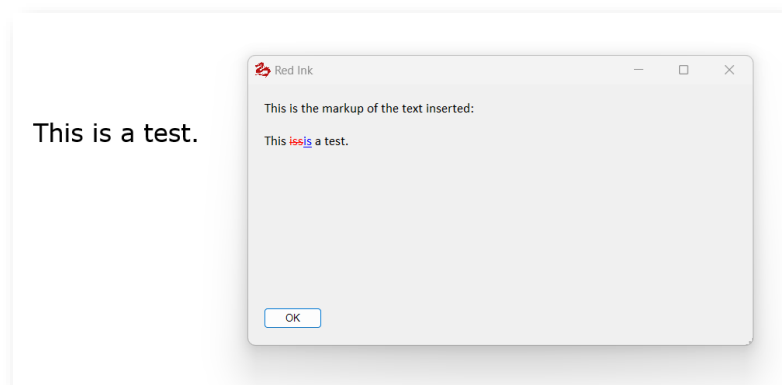 This is a test.
Red Ink
This is the markup of the text inserted:
This issis a test.
OK